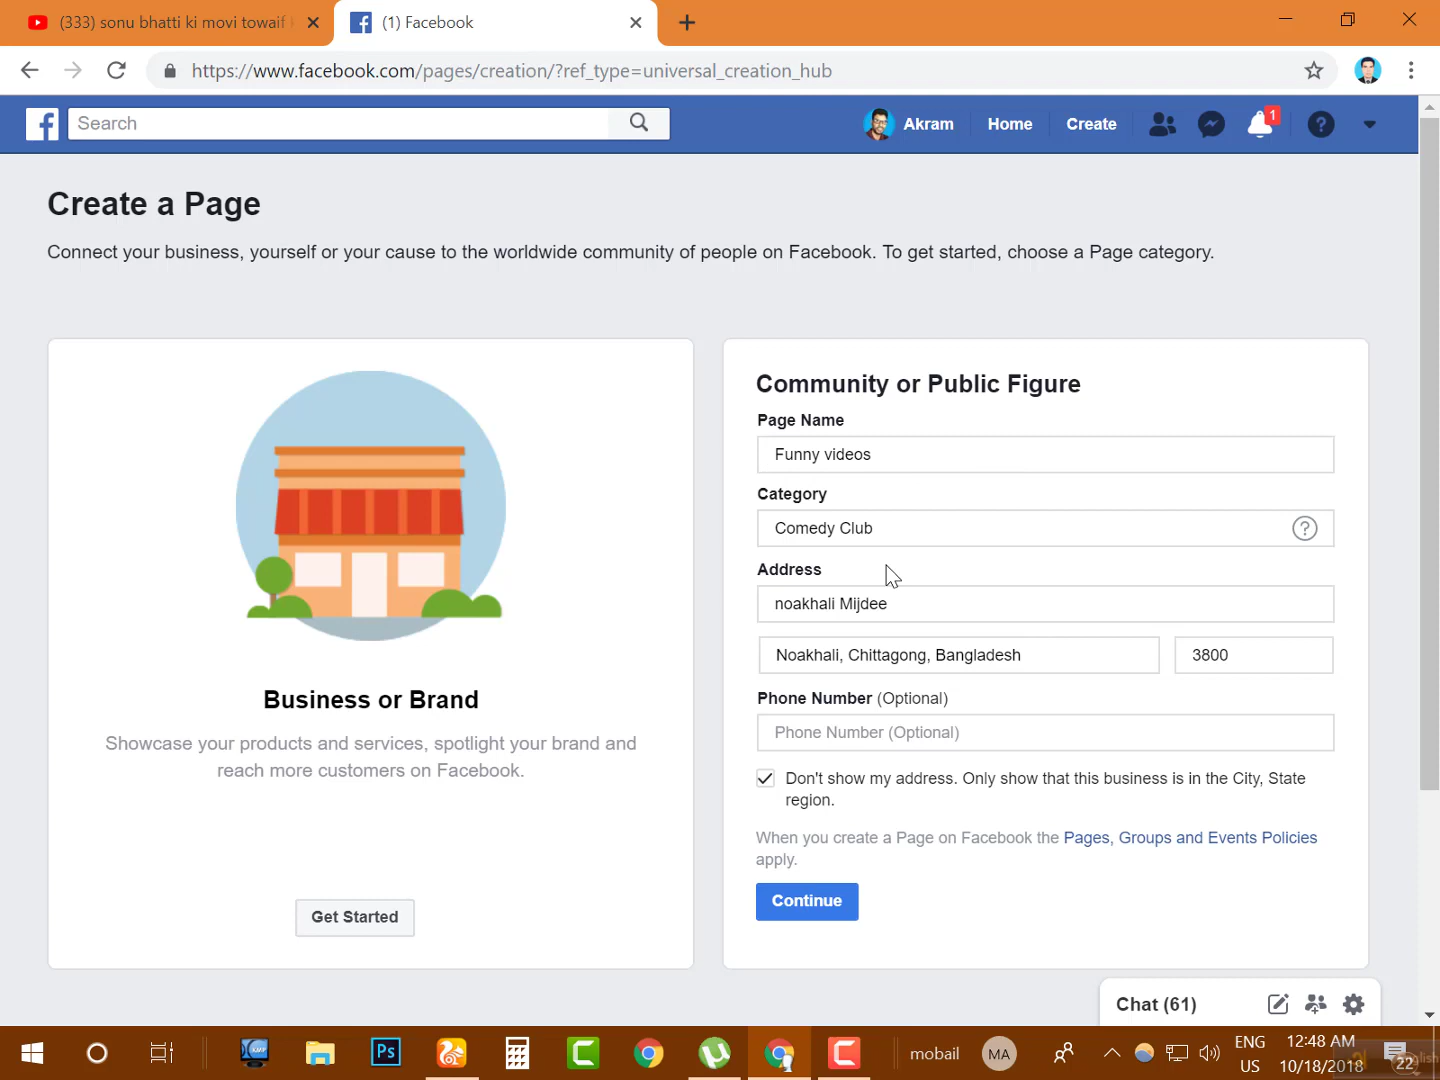 (333) sonu bhatti ki movi towaif
(1) Facebook
https://www.facebook.com/pages/creation/?ref_type=universal_creation_hub
Search
Akram
Home
Create
1
Create a Page
Connect your business, yourself or your cause to the worldwide community of people on Facebook. To get started, choose a Page category.
Business or Brand
Showcase your products and services, spotlight your brand and
reach more customers on Facebook.
Get Started
Community or Public Figure
Page Name
Funny videos
Category
Comedy Club
?
Address
noakhali Mijdee
Noakhali, Chittagong, Bangladesh
3800
Phone Number (Optional)
Phone Number (Optional)
Don't show my address. Only show that this business is in the City, State
region.
When you create a Page on Facebook the Pages, Groups and Events Policies
apply.
Continue
Chat (61)
Ps
mobail
MA
ENG
US
12:48 AM
10/18/2018
22